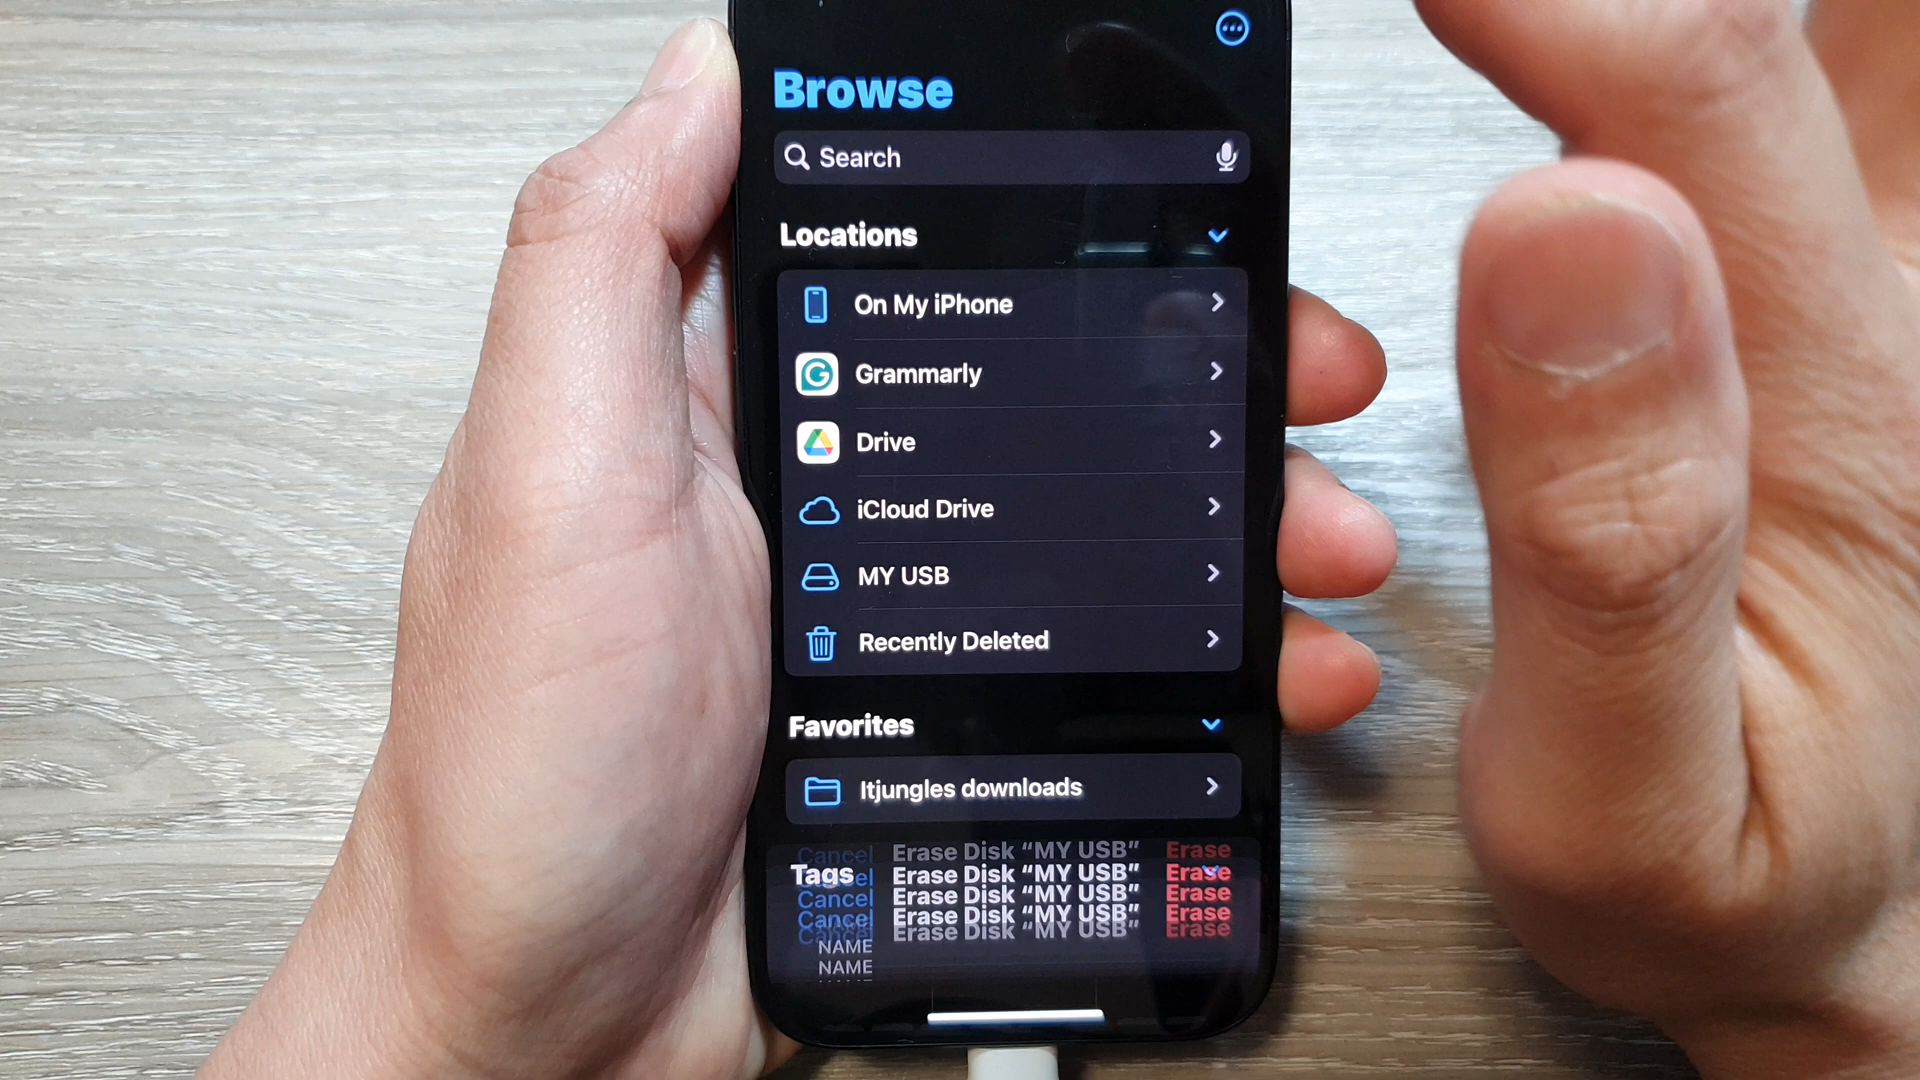 Browse
Search
Locations
On My iPhone
Grammarly
Drive
iCloud Drive
MY USB
Recently Deleted
Favorites
Itjungles downloads
Cancel Erase Disk “MY USB” Erase
Tags
Cancel Erase Disk “MY USB” Erase
Cancel Erase Disk “MY USB” Erase
Cancel Erase Disk “MY USB” Erase
Cancel Erase Disk “MY USB” Erase
NAME
NAME